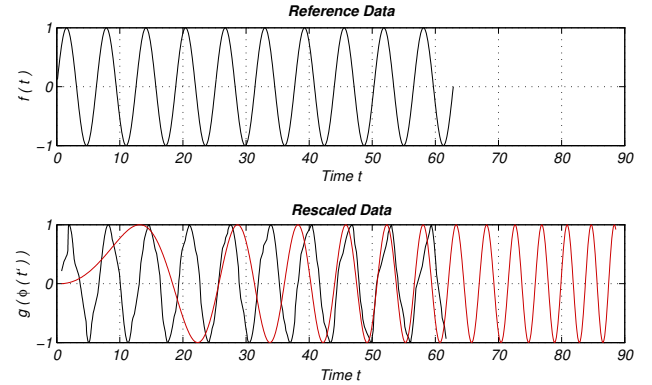 Reference Data
1
0
−1
f ( t )
0 10 20 30 40 50 60 70 80 90
Time t
Rescaled Data
1
0
−1
g ( ϕ ( t' ) )
0 10 20 30 40 50 60 70 80 90
Time t